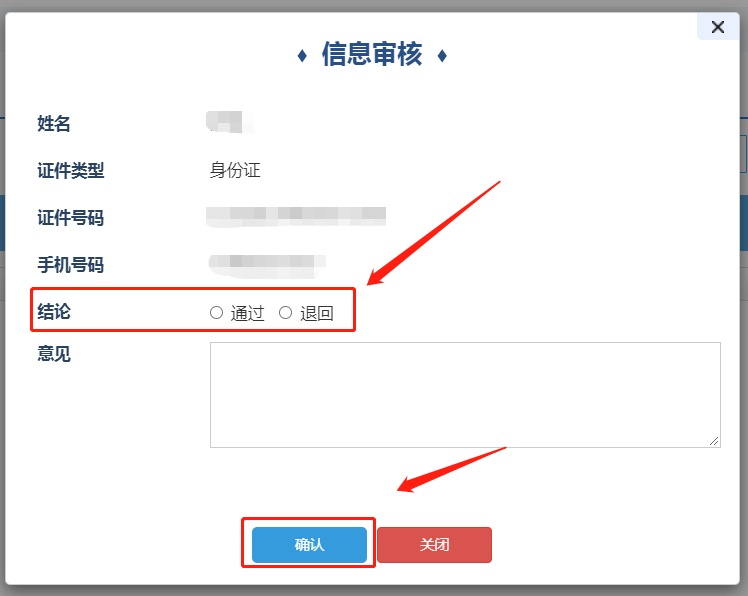 信息审核
姓名
证件类型 身份证
证件号码
手机号码
结论 通过 退回
意见
确认 关闭